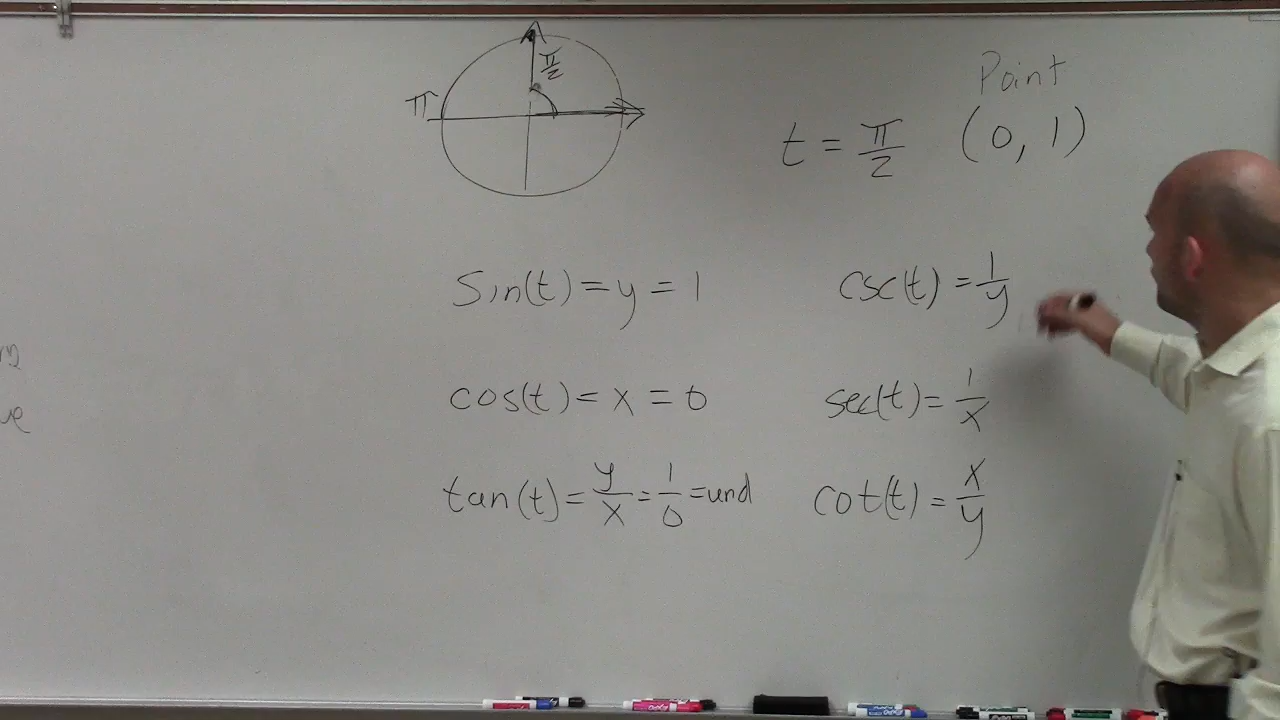 π/2
π
Point
t = π/2 (0, 1)
sin(t) = y = 1
csc(t) = 1/y
cos(t) = x = 0
sec(t) = 1/x
tan(t) = y/x = 1/0 = und
cot(t) = x/y